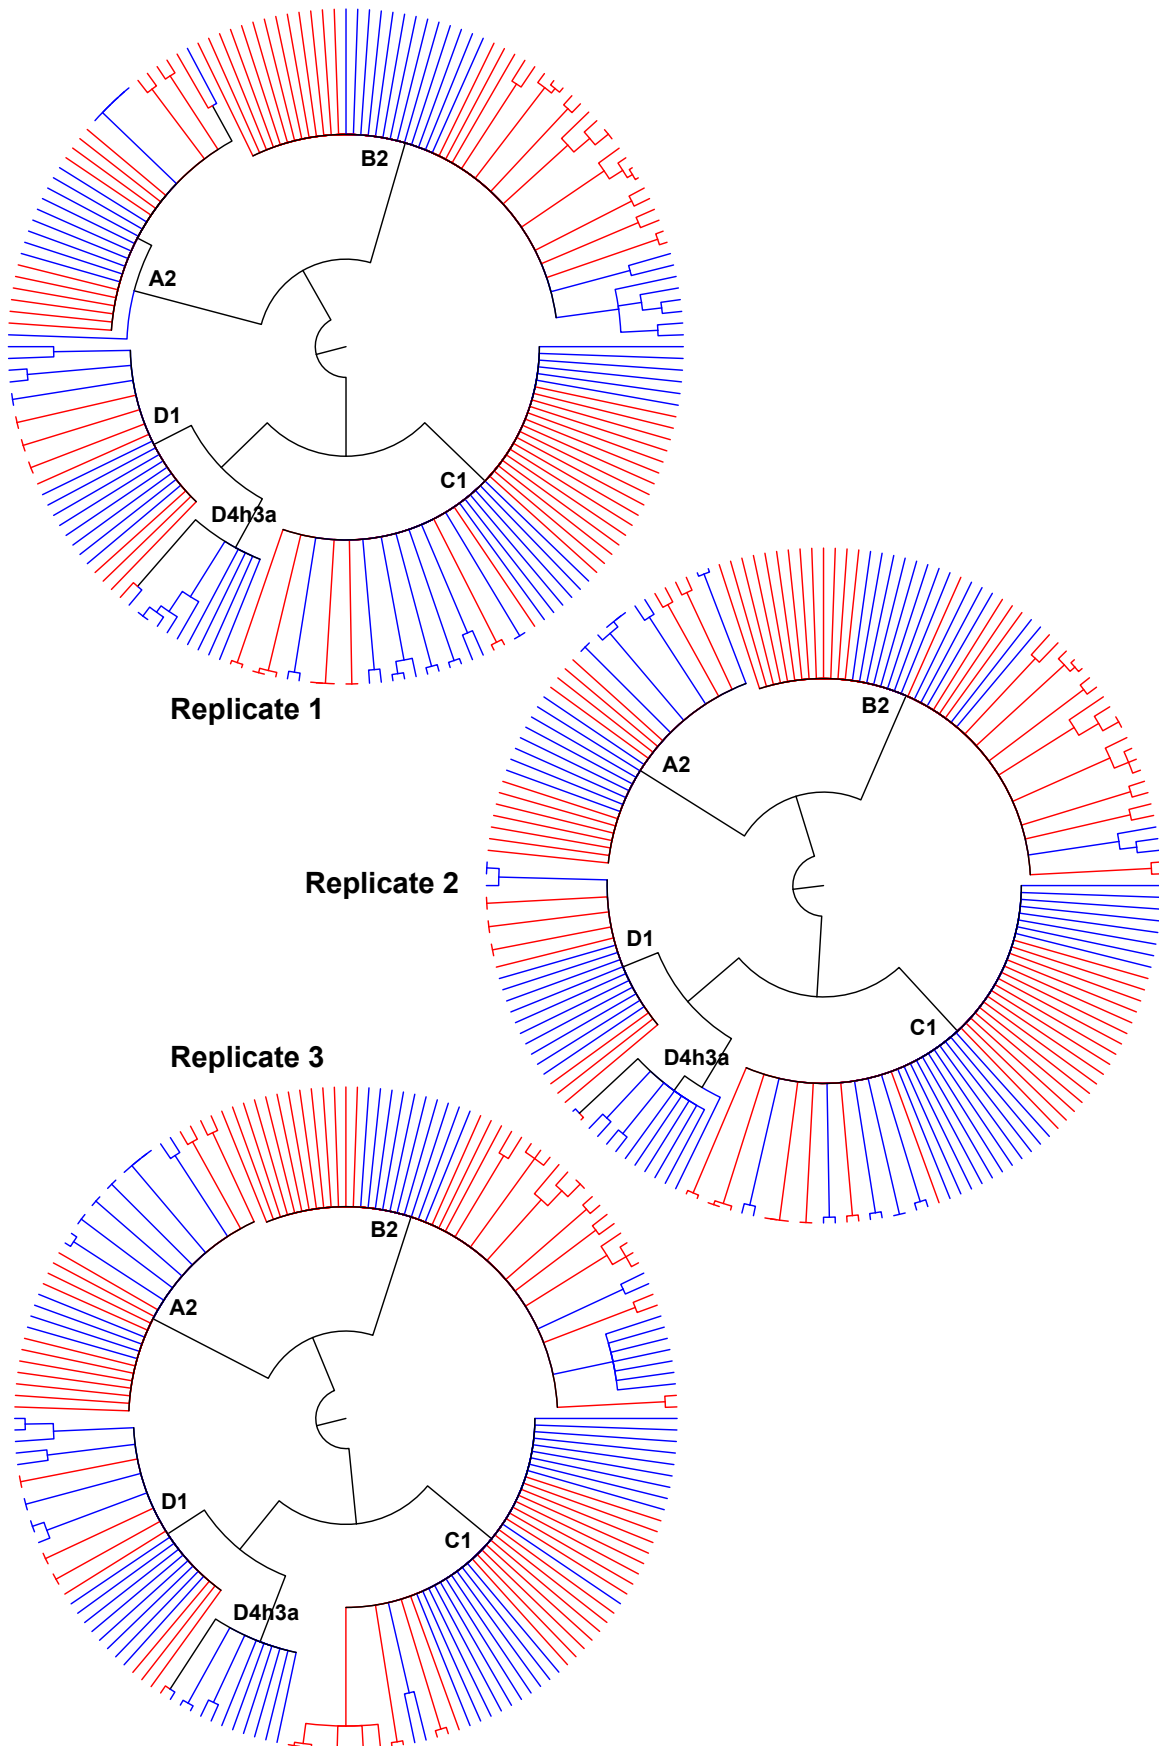 B2
A2
D1
C1
D4h3a
Replicate 1
B2
A2
Replicate 2
D1
C1
D4h3a
Replicate 3
B2
A2
D1
C1
D4h3a